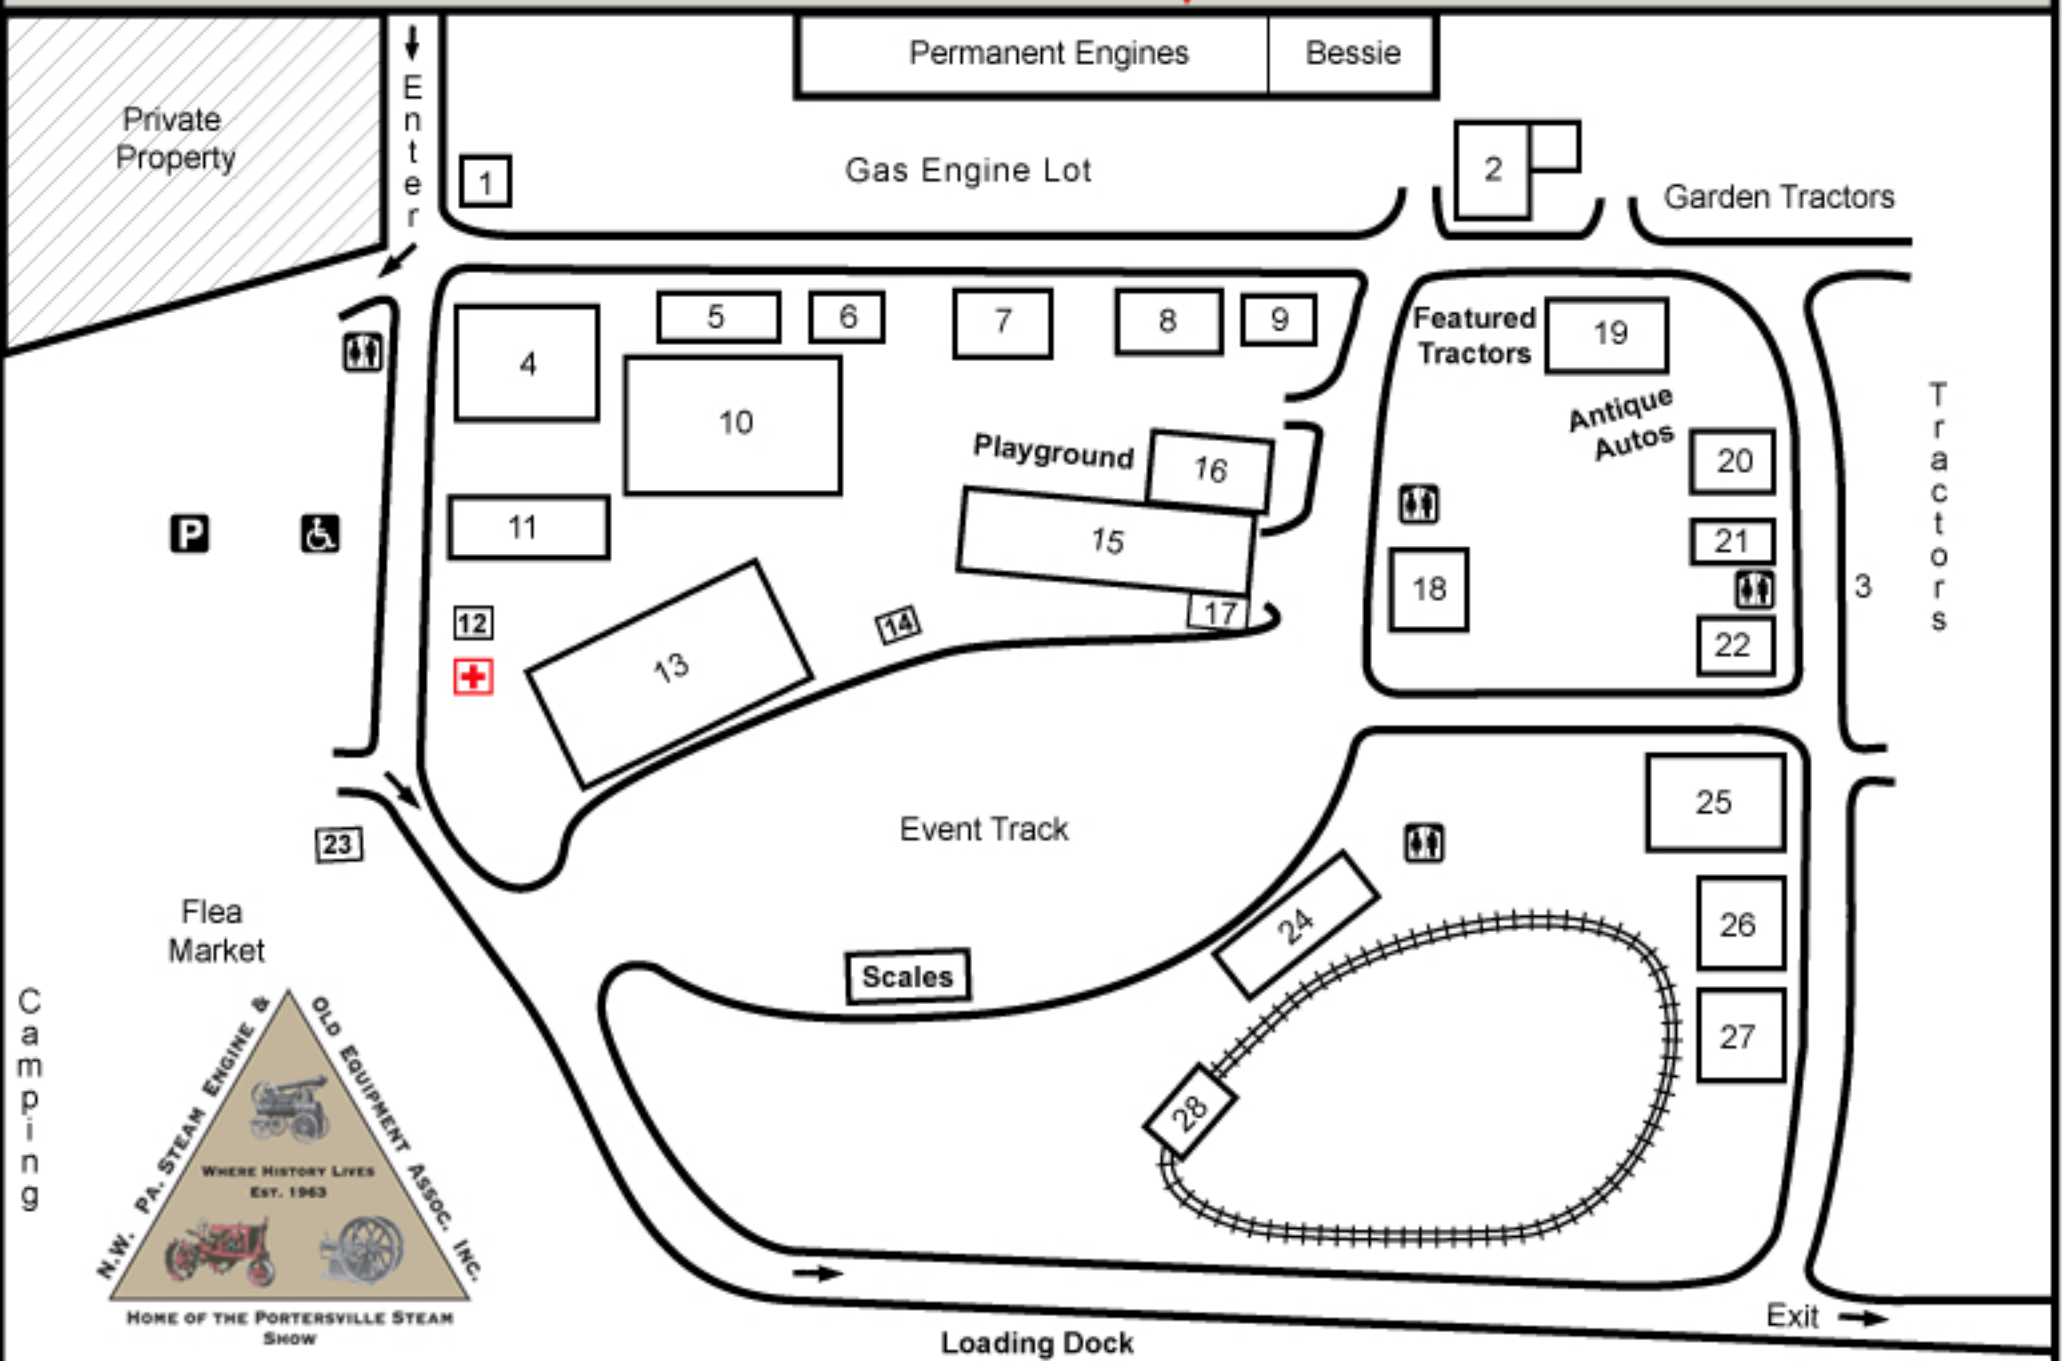 Permanent Engines
Bessie
Private
Property
Enter
1
Gas Engine Lot
2
Garden Tractors
4
5
6
7
8
9
Featured
Tractors
19
10
Antique
Autos
Tractors
Playground
16
20
P
11
15
21
18
3
12
14
17
13
22
25
Event Track
23
Flea
Market
24
26
Scales
Camping
27
28
N.W. PA. STEAM ENGINE &
OLD EQUIPMENT ASSOC. INC.
WHERE HISTORY LIVES
EST. 1963
HOME OF THE PORTERSVILLE STEAM
SHOW
Exit
Loading Dock